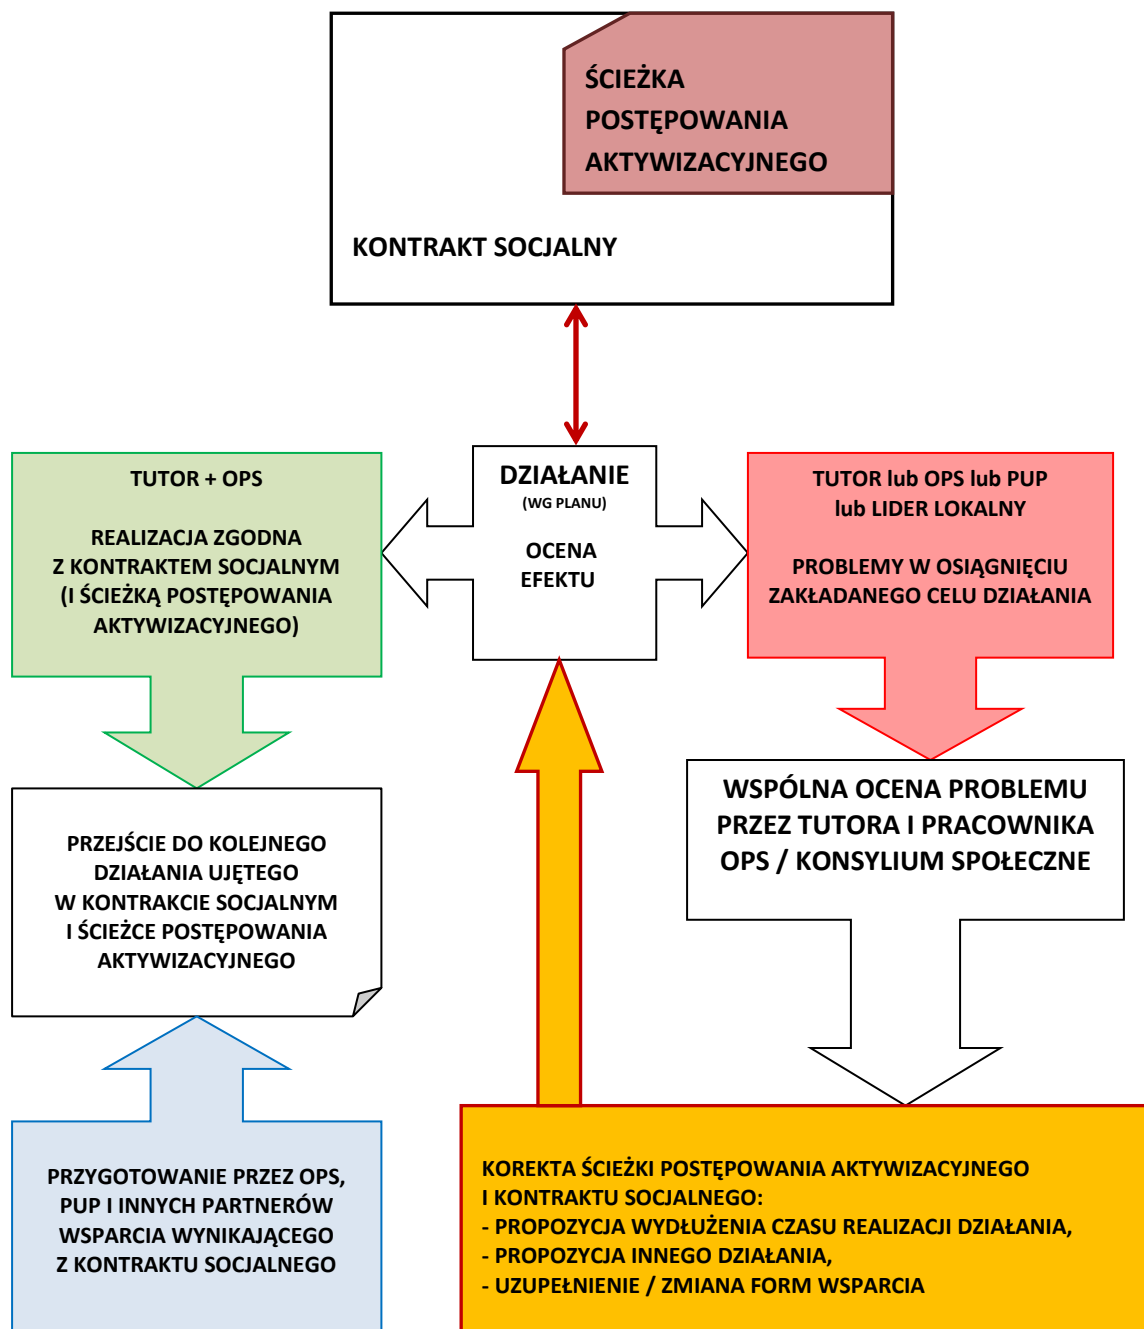 ŚCIEŻKA
POSTĘPOWANIA
AKTYWIZACYJNEGO
KONTRAKT SOCJALNY
TUTOR + OPS
REALIZACJA ZGODNA
Z KONTRAKTEM SOCJALNYM
(I ŚCIEŻKĄ POSTĘPOWANIA
AKTYWIZACYJNEGO)
DZIAŁANIE
(WG PLANU)
OCENA
EFEKTU
TUTOR lub OPS lub PUP
lub LIDER LOKALNY
PROBLEMY W OSIĄGNIĘCIU
ZAKŁADANEGO CELU DZIAŁANIA
PRZEJŚCIE DO KOLEJNEGO
DZIAŁANIA UJĘTEGO
W KONTRAKCIE SOCJALNYM
I ŚCIEŻCE POSTĘPOWANIA
AKTYWIZACYJNEGO
WSPÓLNA OCENA PROBLEMU
PRZEZ TUTORA I PRACOWNIKA
OPS / KONSYLIUM SPOŁECZNE
PRZYGOTOWANIE PRZEZ OPS,
PUP I INNYCH PARTNERÓW
WSPARCIA WYNIKAJĄCEGO
Z KONTRAKTU SOCJALNEGO
KOREKTA ŚCIEŻKI POSTĘPOWANIA AKTYWIZACYJNEGO
I KONTRAKTU SOCJALNEGO:
- PROPOZYCJA WYDŁUŻENIA CZASU REALIZACJI DZIAŁANIA,
- PROPOZYCJA INNEGO DZIAŁANIA,
- UZUPEŁNIENIE / ZMIANA FORM WSPARCIA